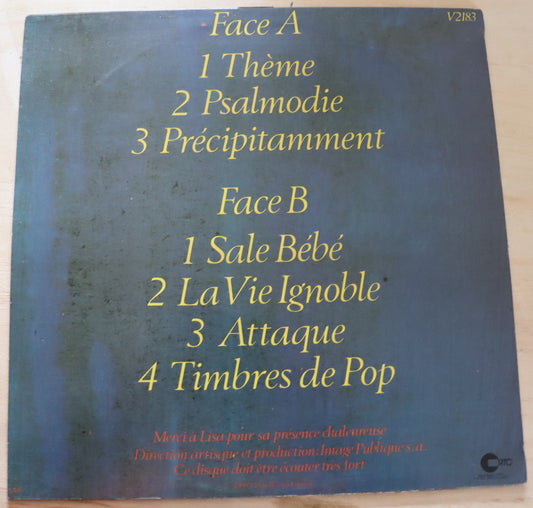 Face A
V2183
1 Thème
2 Psalmodie
3 Précipitamment
Face B
1 Sale Bébé
2 La Vie Ignoble
3 Attaque
4 Timbres de Pop
Merci à Lisa pour sa présence chaleureuse
Direction artisque et production: Image Publique s.a.
Ce disque doit être écouter très fort